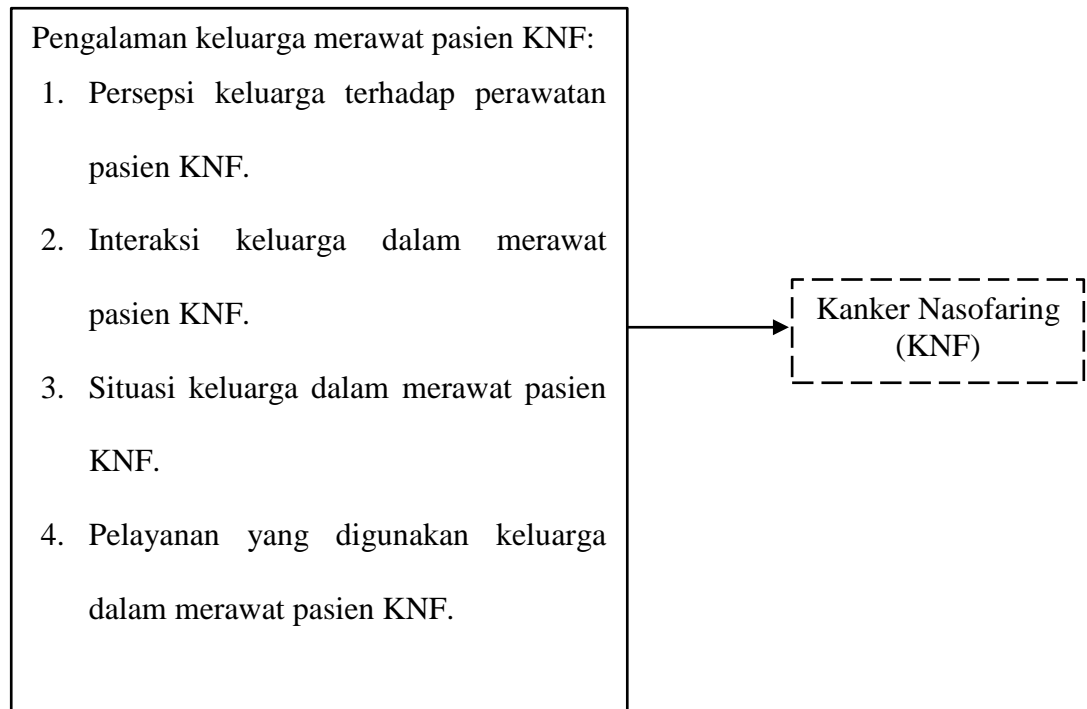 Pengalaman keluarga merawat pasien KNF:
1. Persepsi keluarga terhadap perawatan
pasien KNF.
2. Interaksi keluarga dalam merawat
pasien KNF.
3. Situasi keluarga dalam merawat pasien
KNF.
4. Pelayanan yang digunakan keluarga
dalam merawat pasien KNF.
Kanker Nasofaring
(KNF)